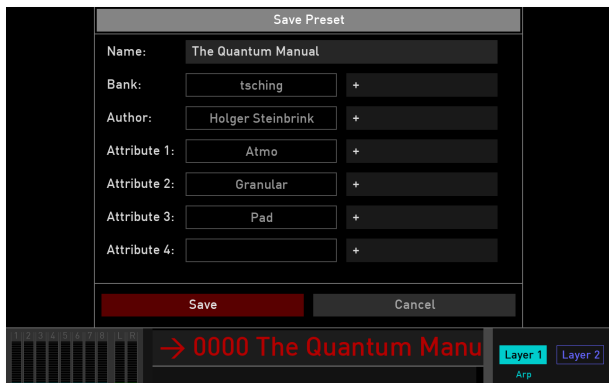 Save Preset
Name: The Quantum Manual
Bank: tsching +
Author: Holger Steinbrink +
Attribute 1: Atmo +
Attribute 2: Granular +
Attribute 3: Pad +
Attribute 4: +
Save Cancel
1 2 3 4 5 6 7 8 L R
→ 0000 The Quantum Manu
Layer 1 Layer 2
Arp